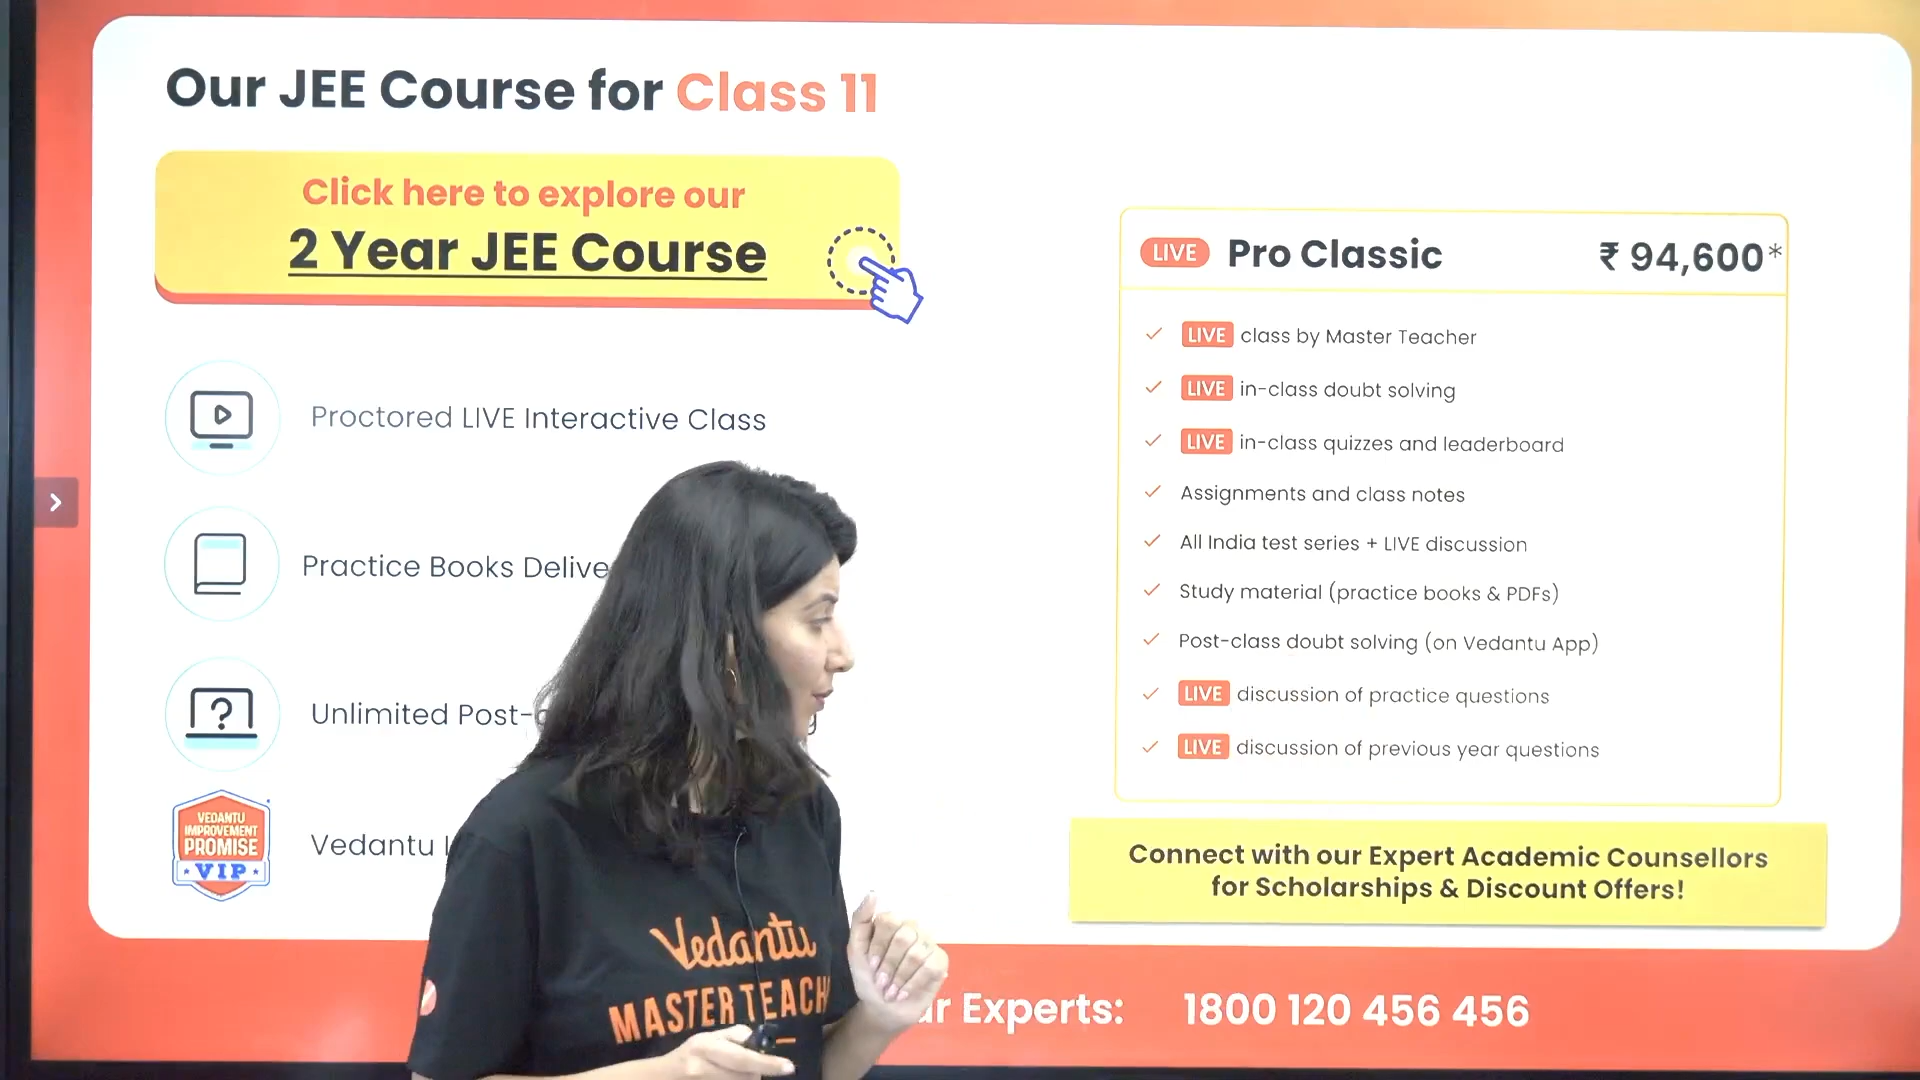 Our JEE Course for Class 11
Click here to explore our
2 Year JEE Course
Proctored LIVE Interactive Class
Practice Books
Unlimited
VEDANTU
IMPROVEMENT
PROMISE
VIP
Vedantu
LIVE Pro Classic ₹ 94,600*
LIVE class by Master Teacher
LIVE in-class doubt solving
LIVE in-class quizzes and leaderboard
Assignments and class notes
All India test series + LIVE discussion
Study material (practice books & PDFs)
Post-class doubt solving (on Vedantu App)
LIVE discussion of practice questions
LIVE discussion of previous year questions
Connect with our Expert Academic Counsellors
for Scholarships & Discount Offers!
Experts: 1800 120 456 456
Vedantu
MASTER